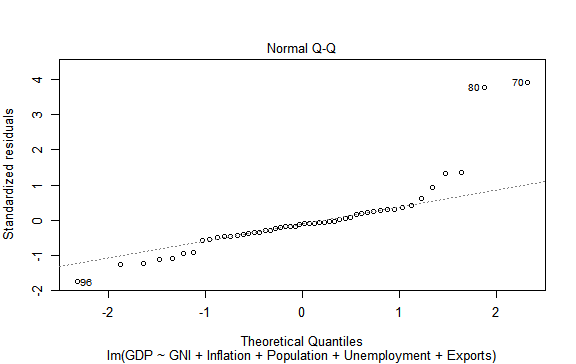 Normal Q-Q
4
3
2
1
0
-1
-2
Standardized residuals
80
70
96
-2 -1 0 1 2
Theoretical Quantiles
lm(GDP ~ GNI + Inflation + Population + Unemployment + Exports)